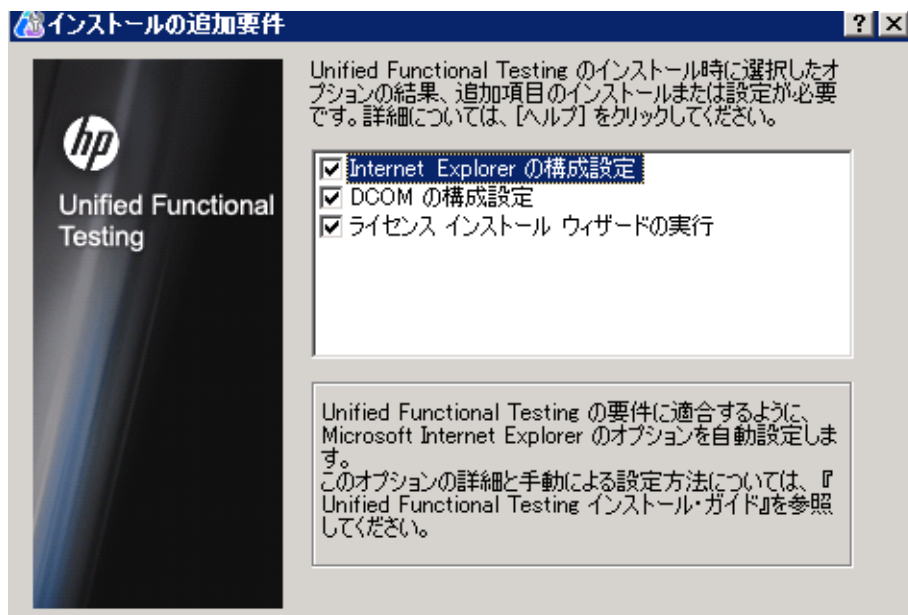 インストールの追加要件
hp
Unified Functional
Testing
Unified Functional Testing のインストール時に選択したオ
プションの結果、追加項目のインストールまたは設定が必要
です。詳細については、[ヘルプ] をクリックしてください。
Internet Explorer の構成設定
DCOM の構成設定
ライセンス インストール ウィザードの実行
Unified Functional Testing の要件に適合するように、
Microsoft Internet Explorer のオプションを自動設定しま
す。
このオプションの詳細と手動による設定方法については、『
Unified Functional Testing インストール・ガイド』を参照
してください。